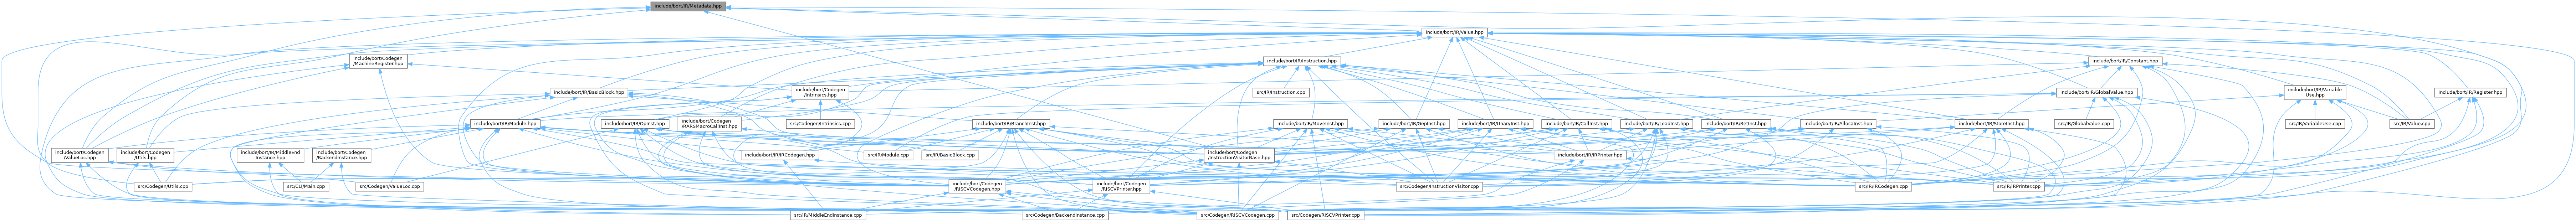 include/bort/IR/Metadata.hpp
include/bort/IR/Value.hpp
include/bort/Codegen
/MachineRegister.hpp
include/bort/IR/Instruction.hpp
include/bort/IR/Constant.hpp
include/bort/IR/BasicBlock.hpp
include/bort/Codegen
/Intrinsics.hpp
src/IR/Instruction.cpp
include/bort/IR/GlobalValue.hpp
include/bort/IR/Variable
Use.hpp
include/bort/IR/Register.hpp
include/bort/IR/Module.hpp
include/bort/IR/OpInst.hpp
include/bort/Codegen
/RARSMacroCallInst.hpp
src/Codegen/Intrinsics.cpp
include/bort/IR/BranchInst.hpp
include/bort/IR/MoveInst.hpp
include/bort/IR/GepInst.hpp
include/bort/IR/UnaryInst.hpp
include/bort/IR/CallInst.hpp
include/bort/IR/LoadInst.hpp
include/bort/IR/RetInst.hpp
include/bort/IR/AllocaInst.hpp
include/bort/IR/StoreInst.hpp
src/IR/GlobalValue.cpp
src/IR/VariableUse.cpp
src/IR/Value.cpp
include/bort/Codegen
/ValueLoc.hpp
include/bort/Codegen
/Utils.hpp
include/bort/IR/MiddleEnd
Instance.hpp
include/bort/Codegen
/BackendInstance.hpp
include/bort/IR/IRCodegen.hpp
src/IR/Module.cpp
src/IR/BasicBlock.cpp
include/bort/Codegen
/InstructionVisitorBase.hpp
include/bort/IR/IRPrinter.hpp
src/Codegen/Utils.cpp
src/CLI/Main.cpp
src/Codegen/ValueLoc.cpp
include/bort/Codegen
/RISCVCodegen.hpp
include/bort/Codegen
/RISCVPrinter.hpp
src/Codegen/InstructionVisitor.cpp
src/IR/IRCodegen.cpp
src/IR/IRPrinter.cpp
src/IR/MiddleEndInstance.cpp
src/Codegen/BackendInstance.cpp
src/Codegen/RISCVCodegen.cpp
src/Codegen/RISCVPrinter.cpp